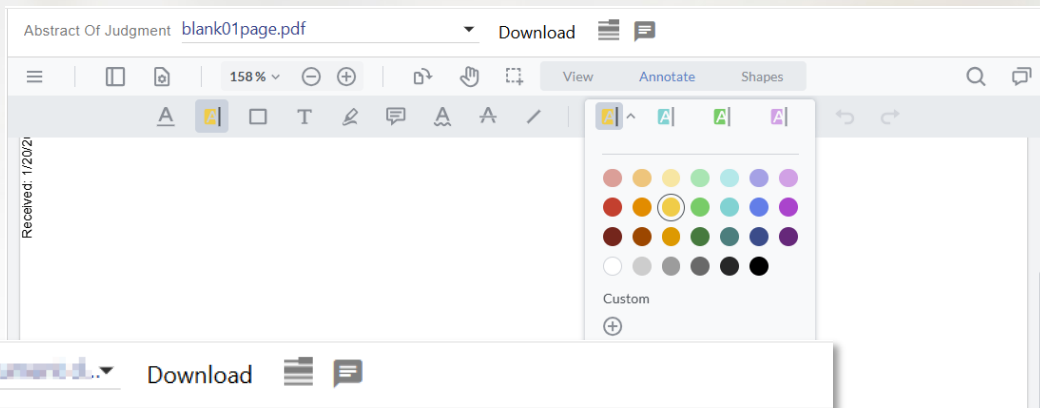 Abstract Of Judgment blank01page.pdf Download
158 % View Annotate Shapes
Received: 1/20/2
Custom
Download